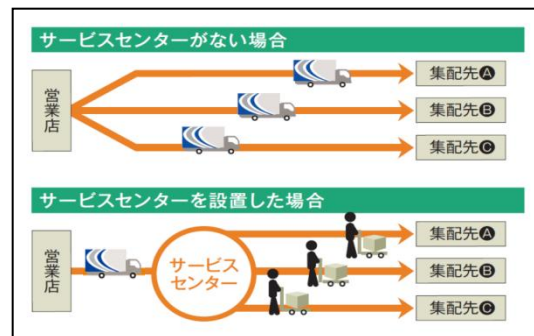 サービスセンターがない場合
営業店
集配先A
集配先B
集配先C
サービスセンターを設置した場合
営業店
サービス
センター
集配先A
集配先B
集配先C